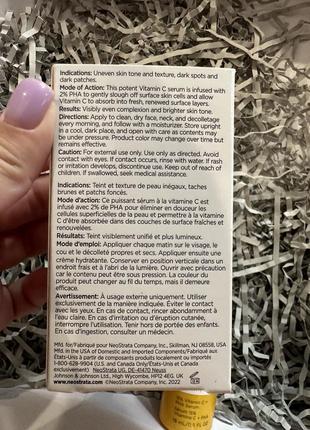 Indications: Uneven skin tone and texture, dark spots and
dark patches.
Mode of Action: This potent Vitamin C serum is infused with
2% PHA to gently slough off surface skin cells and allow
Vitamin C to absorb into fresh, renewed surface layers.
Results: Visibly even complexion and brighter skin tone.
Directions: Apply to clean, dry face, neck, and decolletage
every morning, and follow with a moisturizer. Store upright
in a cool, dark place, and open with care as contents may
be under pressure. Product color may change over time but
remains effective.
Caution: For external use only. Use only as directed. Avoid
contact with eyes. If contact occurs, rinse with water. If rash
or irritation develops, discontinue use. Keep out of reach of
children. If swallowed, seek medical assistance.
Indications: Teint et texture de peau inégaux, taches
brunes et patchs foncés.
Mode d'action: Ce puissant sérum à la vitamine C est
infusé avec 2% de PHA pour éliminer en douceur les
cellules superficielles de la peau et permettre à la vitamine
C d'être absorbée dans des couches de surface fraîches et
renouvelées.
Résultats: Teint visiblement unifié et plus lumineux.
Mode d'emploi: Appliquer chaque matin sur le visage, le
cou et le décolleté propres et secs. Appliquer ensuite une
crème hydratante. Conserver en position verticale dans un
endroit frais à l'abri de la lumière. Ouvrir avec précaution
car le contenu peut être sous pression. La couleur du
produit peut changer au fil du temps, mais il demeure
efficace.
Avertissement: À usage externe uniquement. Utiliser
exclusivement de la manière indiquée. Éviter le contact
avec les yeux. En cas de contact, rincer abondamment à
l'eau claire. En cas d'irritation ou de rash cutané,
interrompre l'utilisation. Tenir hors de portée des enfants.
En cas d'ingestion, consulter un médecin.
Mfd. for/Fabriqué pour NeoStrata, Skillman, NJ 08558, USA
Mfd. in the USA of Domestic and Imported Components/Fabriqué aux
États-Unis à partir de composants produits localement ou importés
1-800-628-9904 (U.S. and Canada Only/États-Unis et Canada Seulement)
NeoStrata UG, DE-41470 Neuss
Johnson & Johnson Ltd, High Wycombe, HP12 4EG, UK
www.neostrata.com ©NeoStrata Company, Inc. 2022
15% Vitamin C +